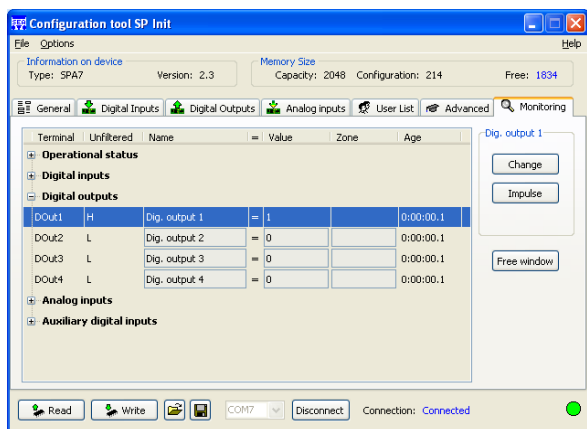 Configuration tool SP Init
File Options Help
Information on device Memory Size
Type: SPA7 Version: 2.3 Capacity: 2048 Configuration: 214 Free: 1834
General Digital Inputs Digital Outputs Analog inputs User List Advanced Monitoring
Terminal Unfiltered Name = Value Zone Age
Dig. output 1
Operational status
Change
Digital inputs
Impulse
Digital outputs
DOut1 H Dig. output 1 = 1 0:00:00.1
DOut2 L Dig. output 2 = 0 0:00:00.1
DOut3 L Dig. output 3 = 0 0:00:00.1
Free window
DOut4 L Dig. output 4 = 0 0:00:00.1
Analog inputs
Auxiliary digital inputs
Read Write COM7 Disconnect Connection: Connected